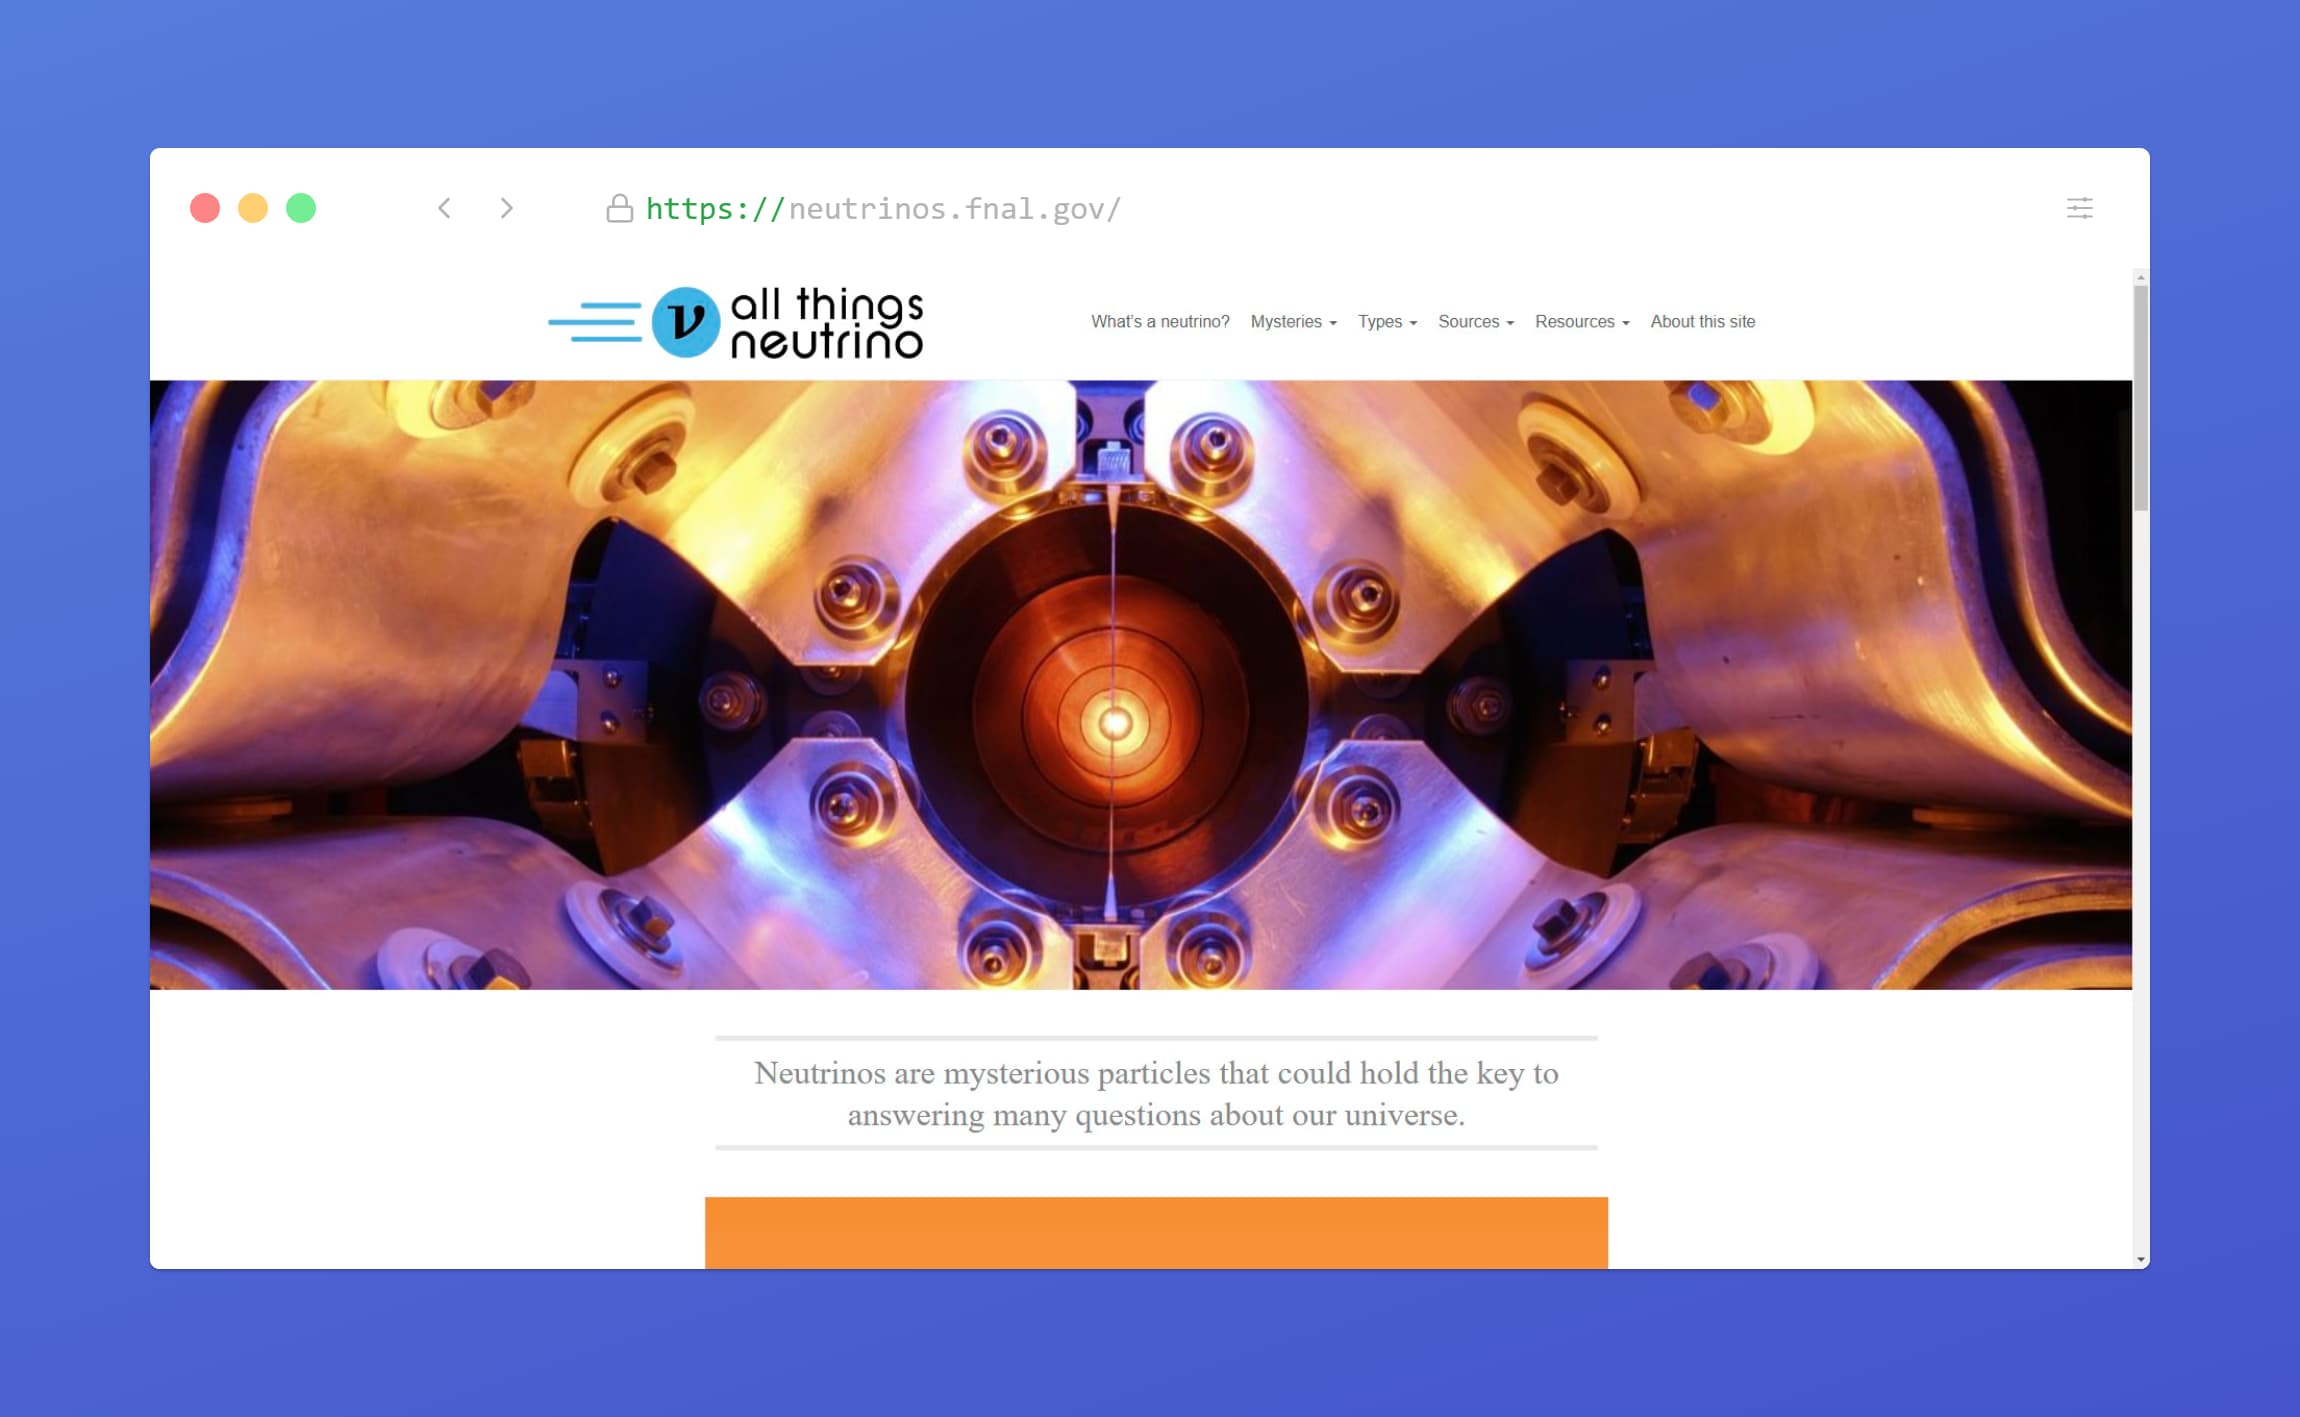 https://neutrinos.fnal.gov/
ν all things
neutrino
What's a neutrino? Mysteries Types Sources Resources About this site
Neutrinos are mysterious particles that could hold the key to
answering many questions about our universe.